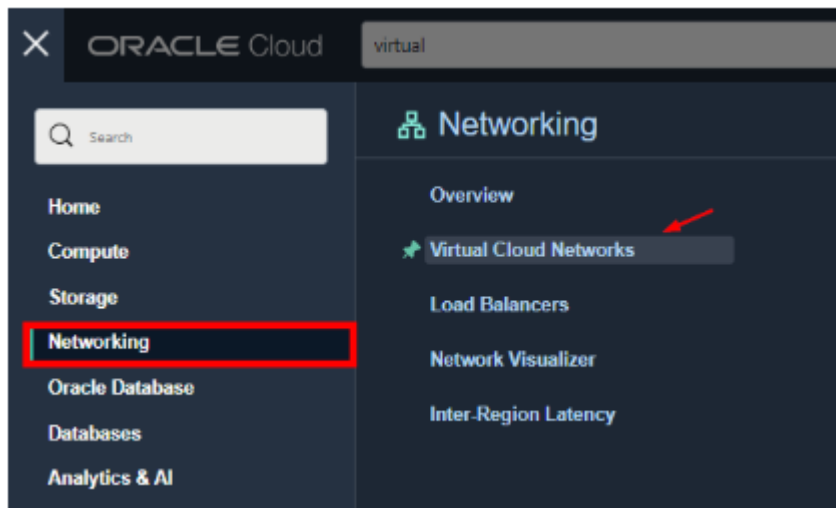 ORACLE Cloud
virtual
Search
Home
Compute
Storage
Networking
Oracle Database
Databases
Analytics & AI
Networking
Overview
Virtual Cloud Networks
Load Balancers
Network Visualizer
Inter-Region Latency